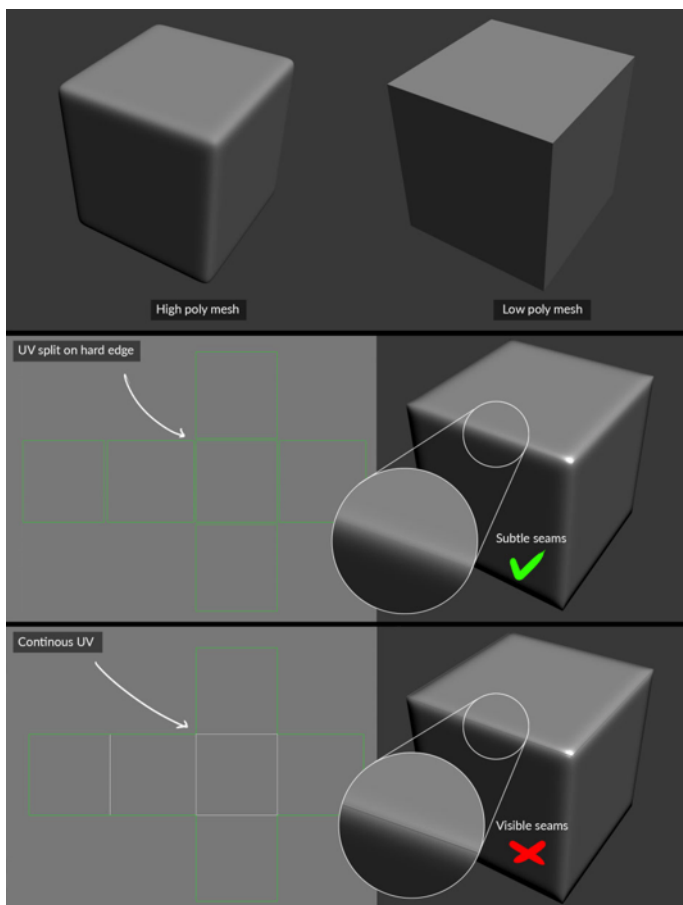 High poly mesh
Low poly mesh
UV split on hard edge
Subtle seams
Continous UV
Visible seams